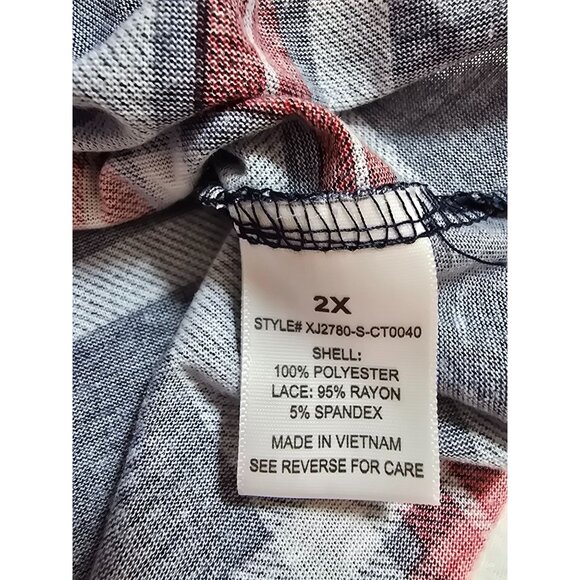 2X
STYLE# XJ2780-S-CT0040
SHELL:
100% POLYESTER
LACE: 95% RAYON
5% SPANDEX
MADE IN VIETNAM
SEE REVERSE FOR CARE